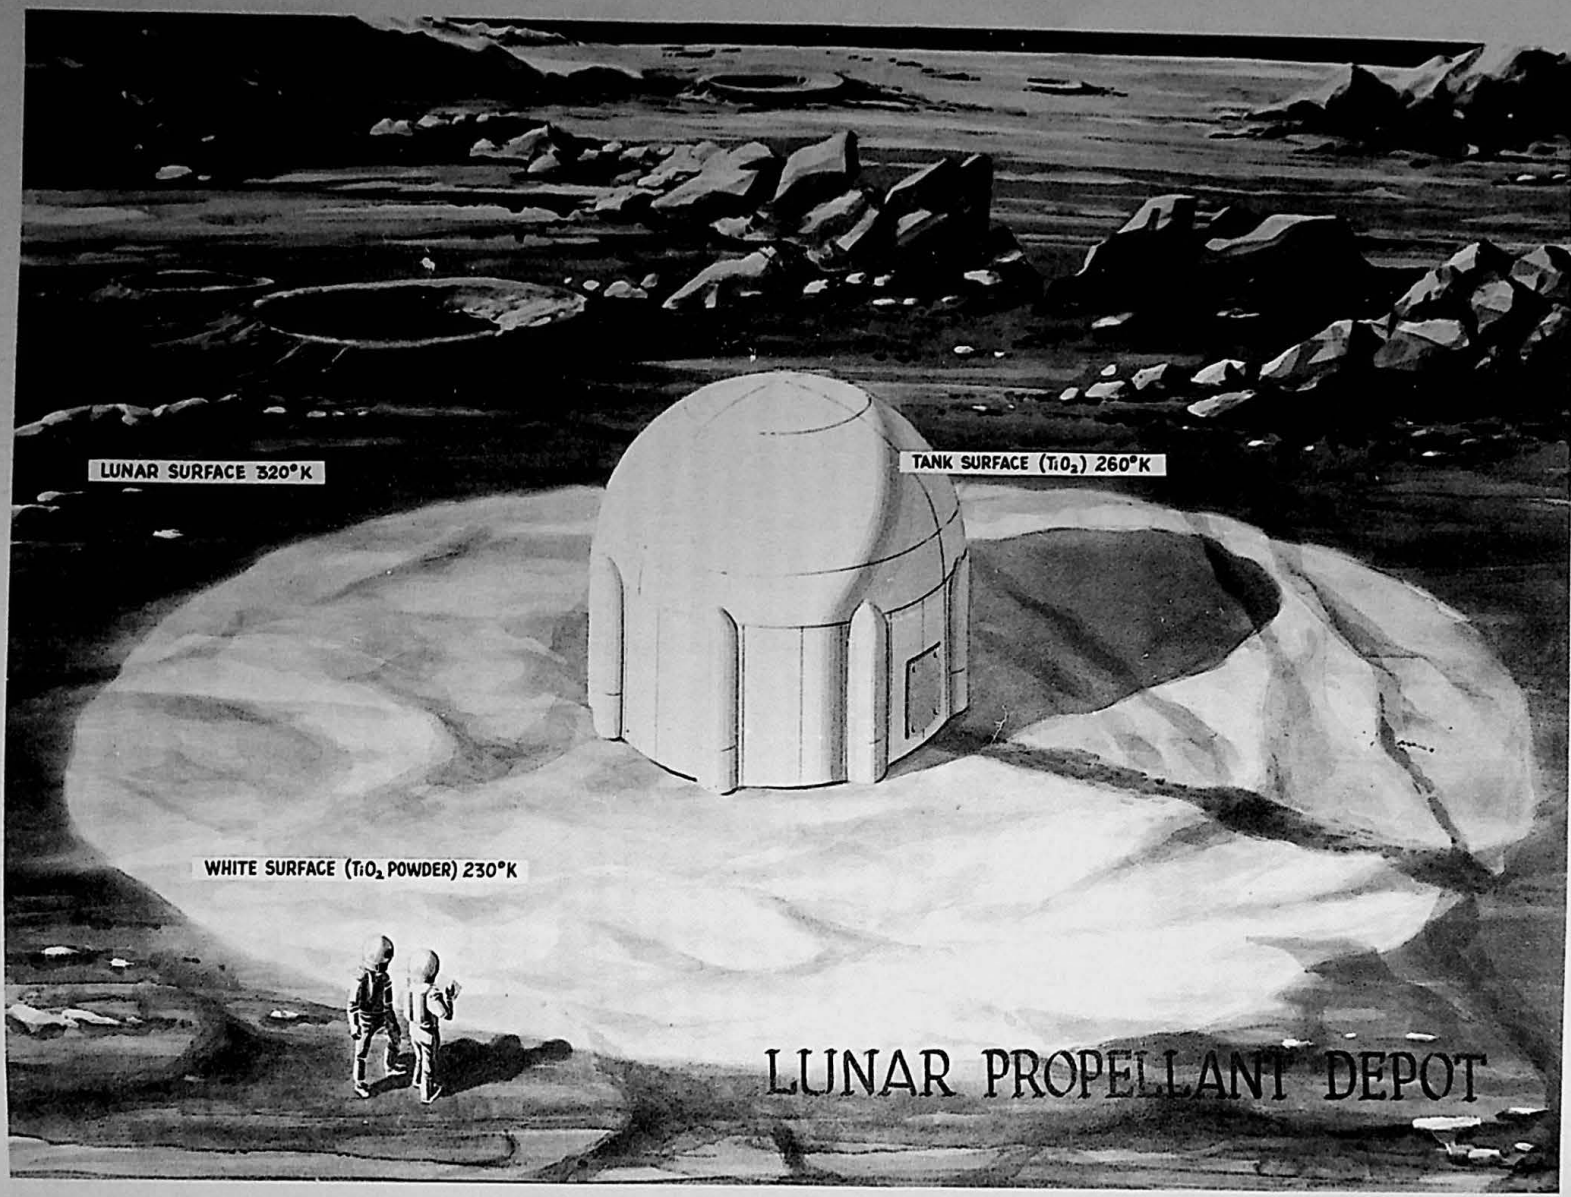 LUNAR SURFACE 320°K
TANK SURFACE (TiO₂) 260°K
WHITE SURFACE (TiO₂ POWDER) 230°K
LUNAR PROPELLANT DEPOT